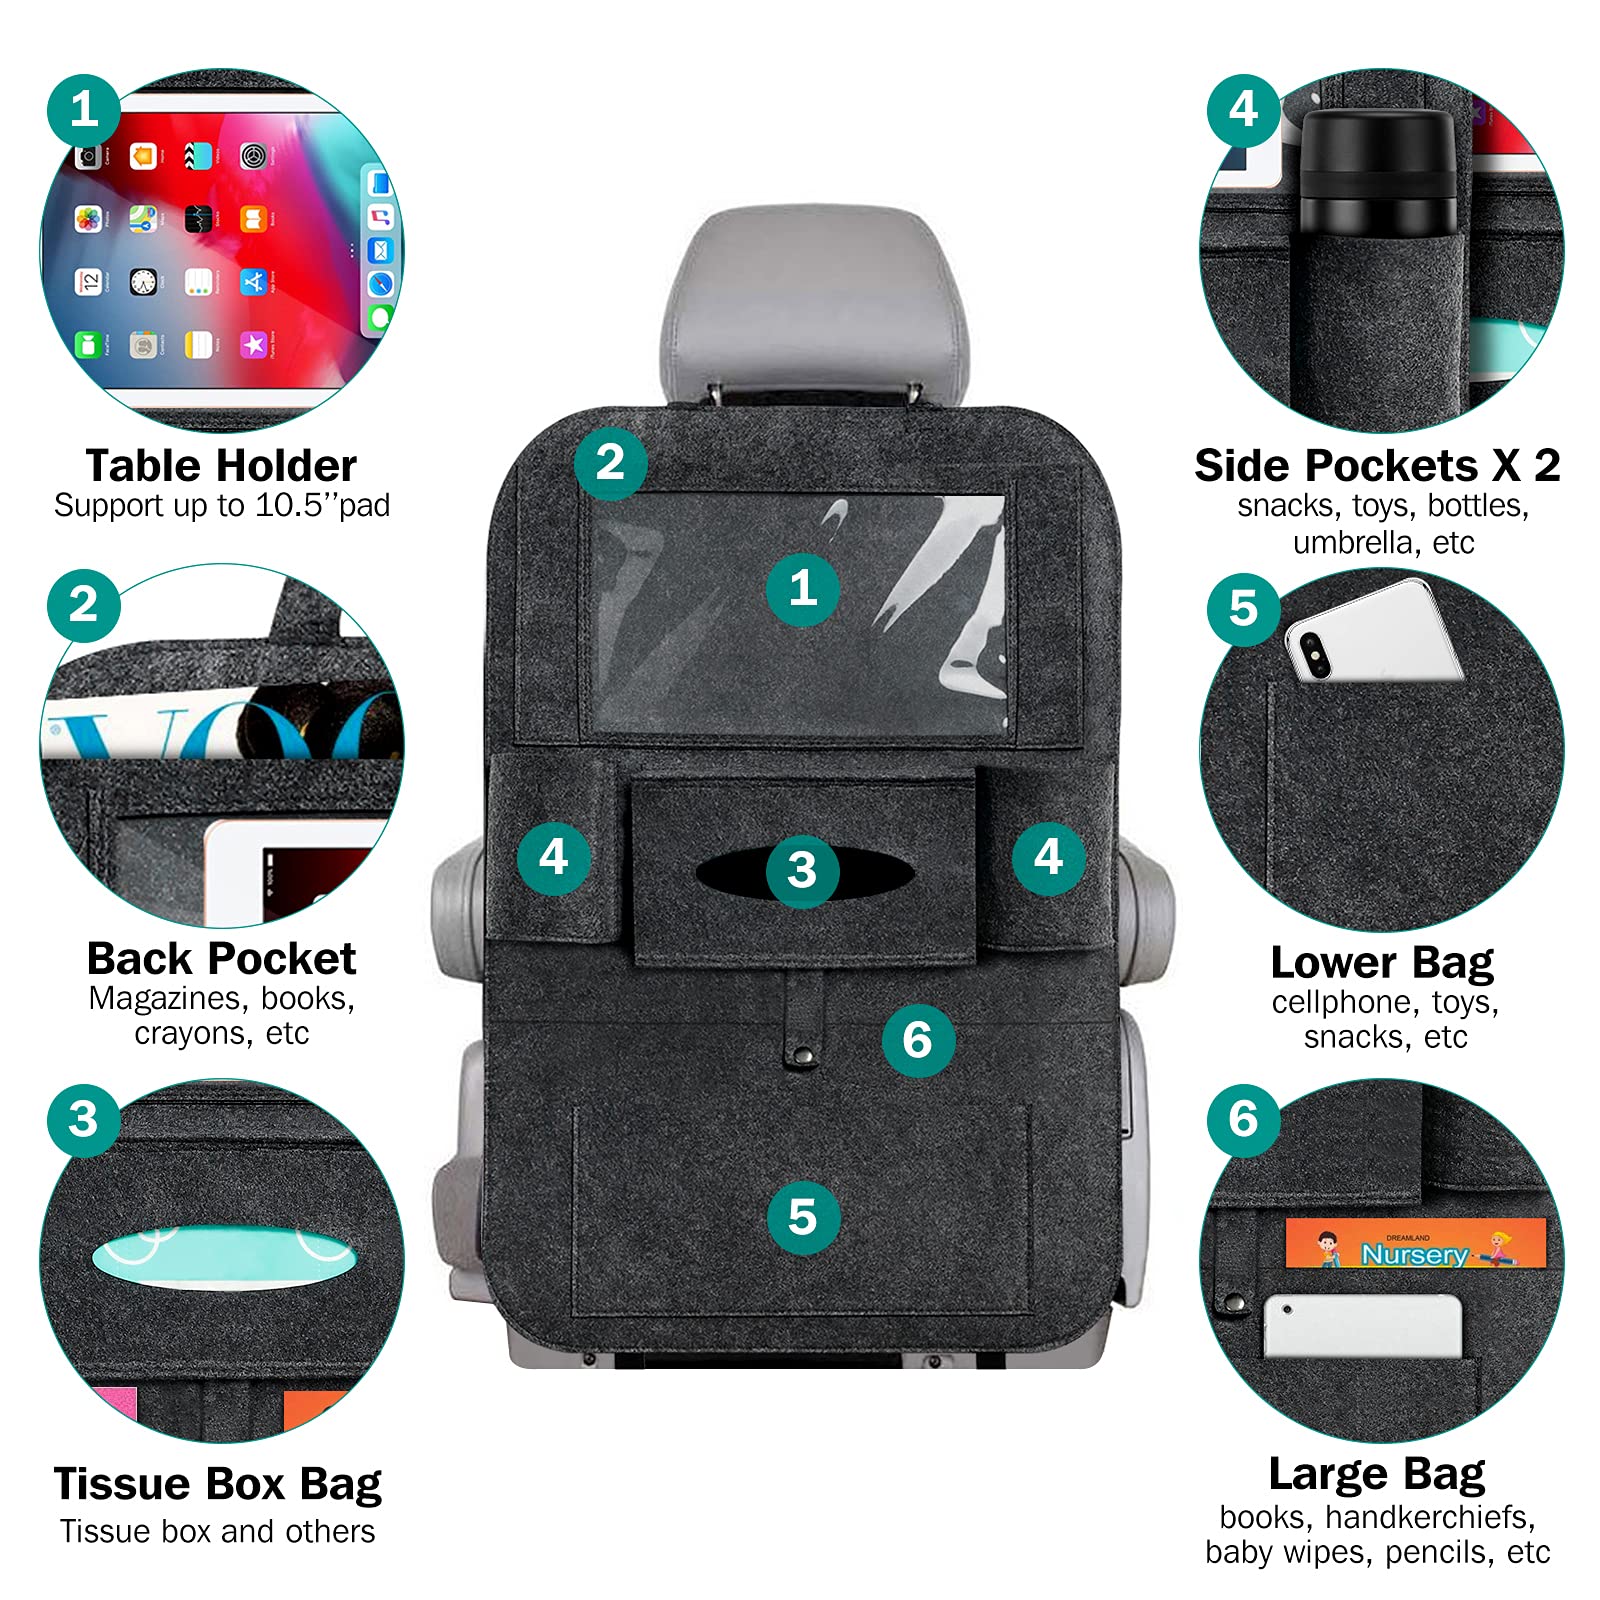 1
Table Holder
Support up to 10.5’’pad
2
Back Pocket
Magazines, books,
crayons, etc
3
Tissue Box Bag
Tissue box and others
2
1
4
3
4
6
5
4
Side Pockets X 2
snacks, toys, bottles,
umbrella, etc
5
Lower Bag
cellphone, toys,
snacks, etc
6
DREAMLAND
Nursery
Large Bag
books, handkerchiefs,
baby wipes, pencils, etc